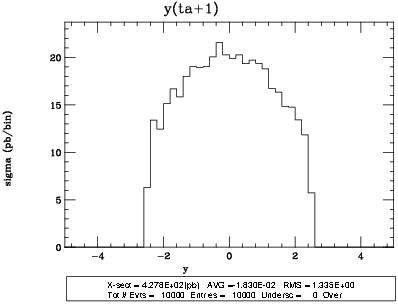 y(ta+1)
sigma (pb/bin)
20
15
10
5
0
-4 -2 0 2 4
y
X-sect = 4.278E+02(pb) AVG =-1.830E-02 RMS = 1.335E+00
Tot # Evts = 10000 Entries = 10000 Undersc = 0 Over